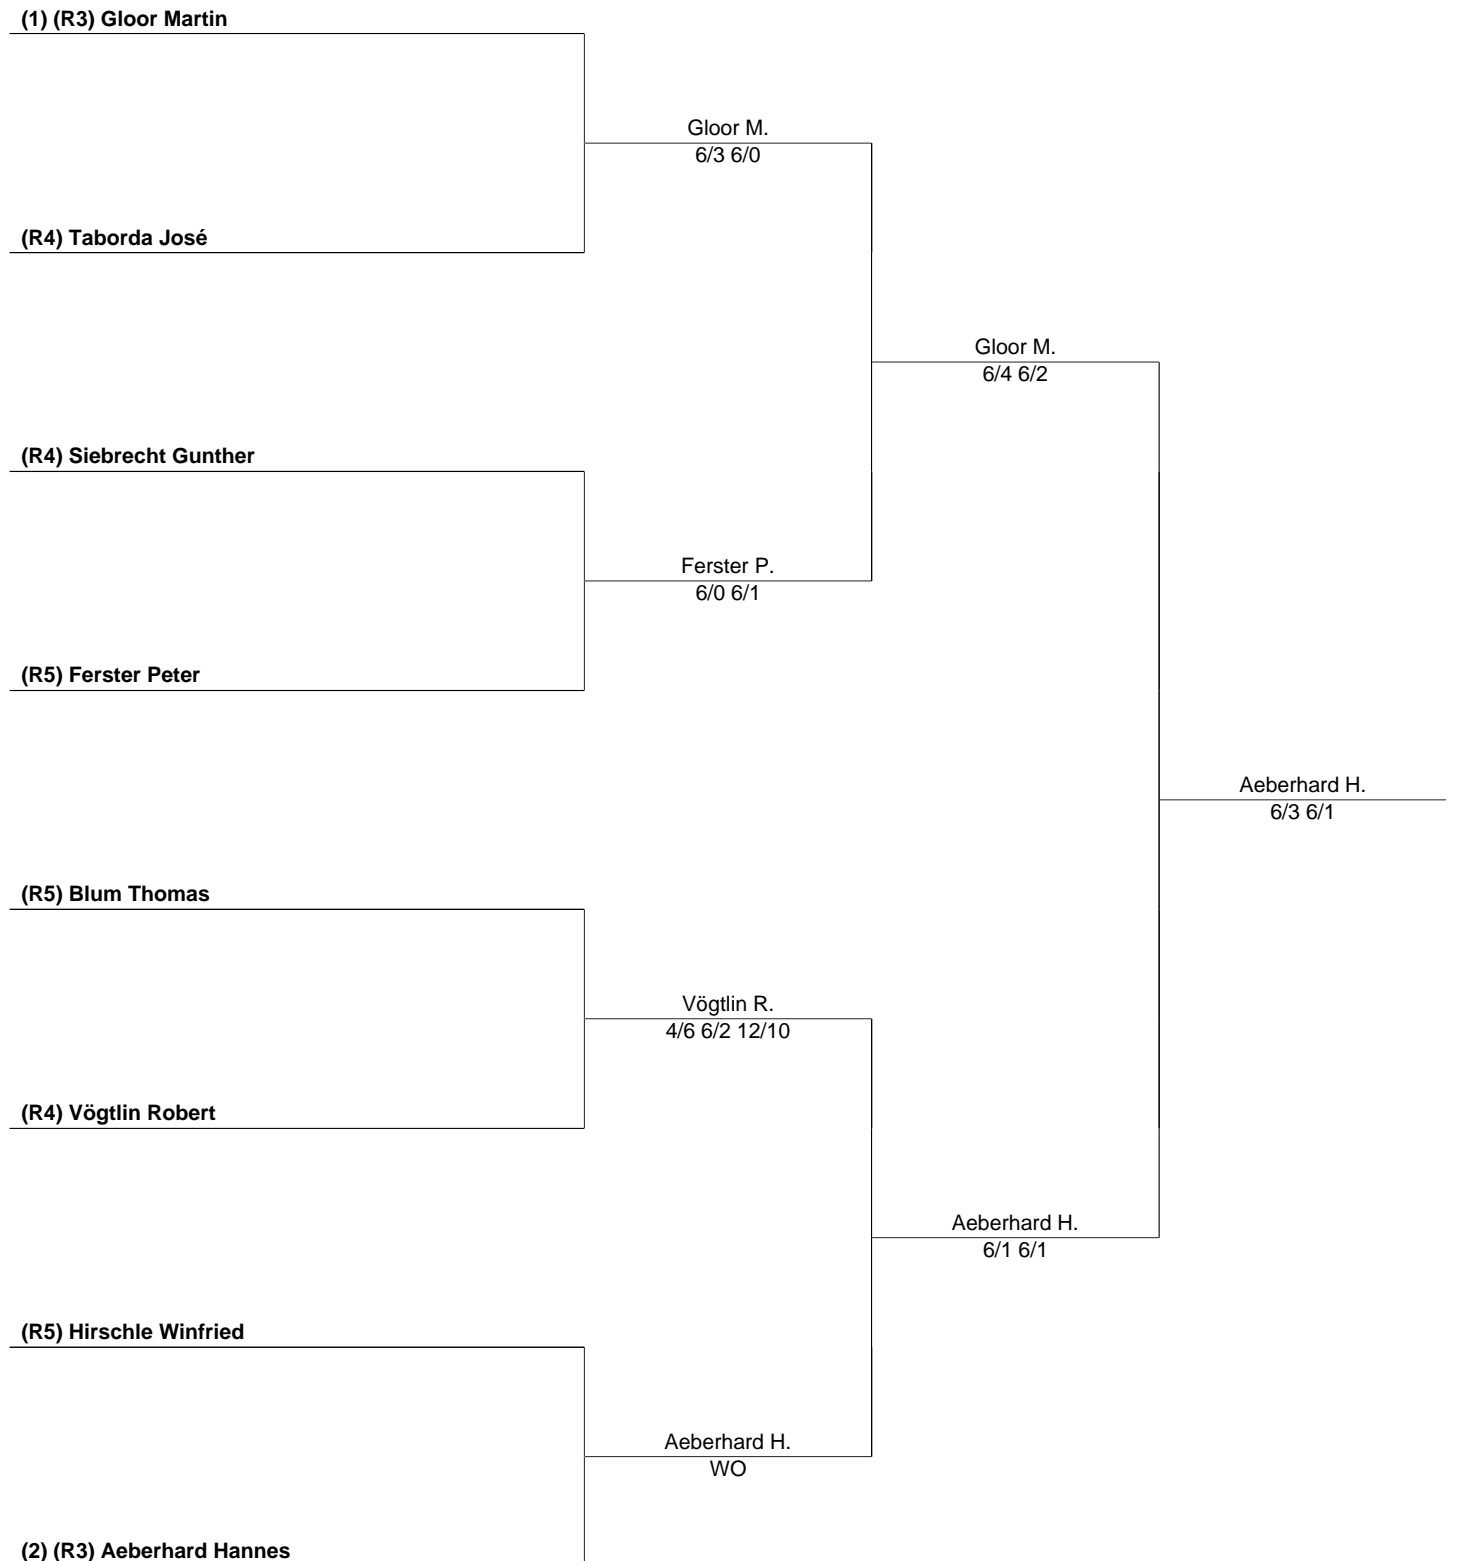 (1) (R3) Gloor Martin
Gloor M.
6/3 6/0
(R4) Taborda José
Gloor M.
6/4 6/2
(R4) Siebrecht Gunther
Ferster P.
6/0 6/1
(R5) Ferster Peter
Aeberhard H.
6/3 6/1
(R5) Blum Thomas
Vögtlin R.
4/6 6/2 12/10
(R4) Vögtlin Robert
Aeberhard H.
6/1 6/1
(R5) Hirschle Winfried
Aeberhard H.
WO
(2) (R3) Aeberhard Hannes